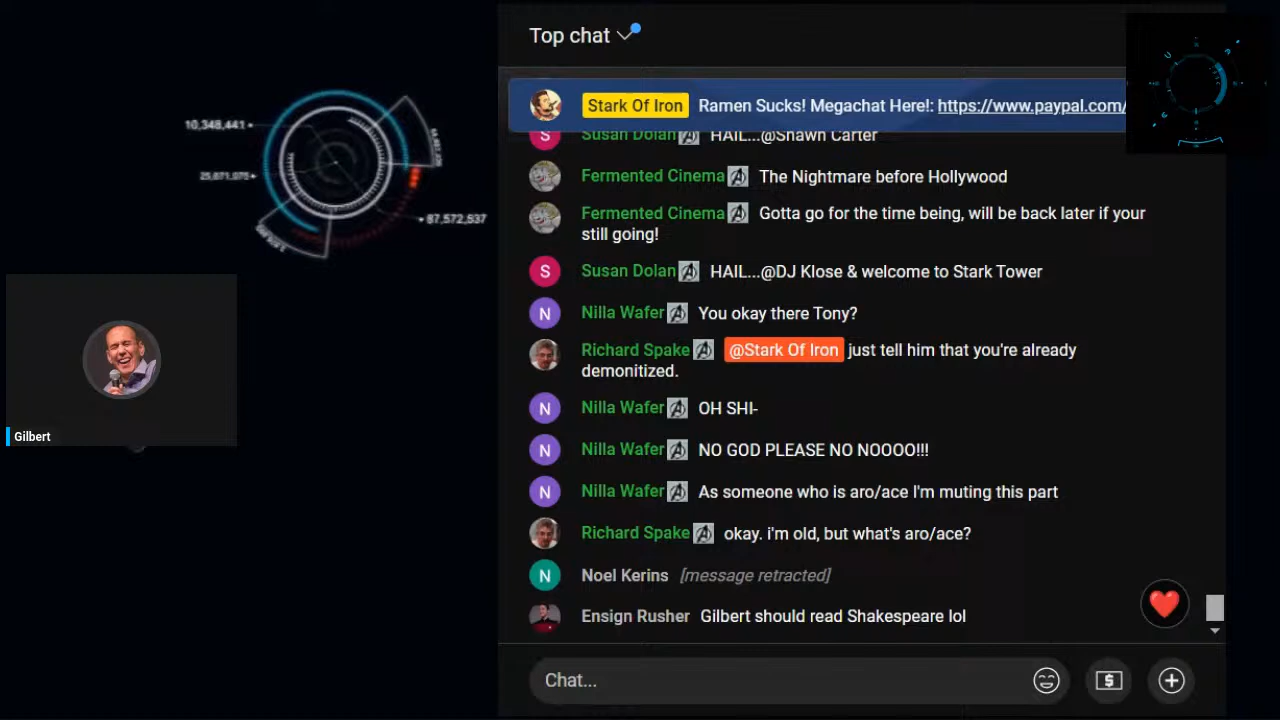 Top chat
Stark Of Iron Ramen Sucks! Megachat Here!: https://www.paypal.com/
Susan Dolan HAIL...@Shawn Carter
10,348,441
25,871,075
87,572,537
Fermented Cinema The Nightmare before Hollywood
Fermented Cinema Gotta go for the time being, will be back later if your
still going!
S Susan Dolan HAIL...@DJ Klose & welcome to Stark Tower
N Nilla Wafer You okay there Tony?
Richard Spake @Stark Of Iron just tell him that you're already
demonitized.
N Nilla Wafer OH SHI-
Gilbert
N Nilla Wafer NO GOD PLEASE NO NOOOO!!!
N Nilla Wafer As someone who is aro/ace I'm muting this part
Richard Spake okay. i'm old, but what's aro/ace?
N Noel Kerins [message retracted]
Ensign Rusher Gilbert should read Shakespeare lol
Chat...